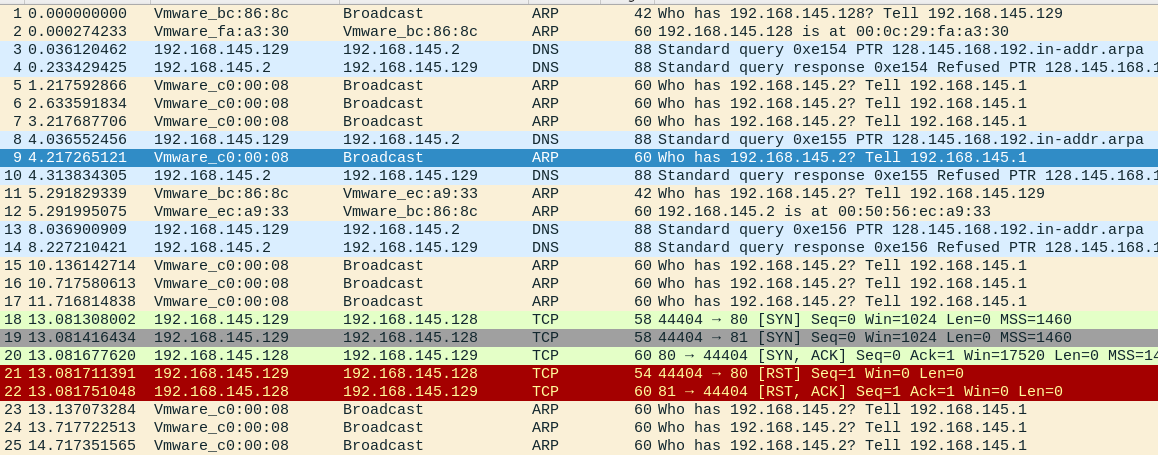 1 0.000000000 Vmware_bc:86:8c Broadcast ARP 42 Who has 192.168.145.128? Tell 192.168.145.129
2 0.000274233 Vmware_fa:a3:30 Vmware_bc:86:8c ARP 60 192.168.145.128 is at 00:0c:29:fa:a3:30
3 0.036120462 192.168.145.129 192.168.145.2 DNS 88 Standard query 0xe154 PTR 128.145.168.192.in-addr.arpa
4 0.233429425 192.168.145.2 192.168.145.129 DNS 88 Standard query response 0xe154 Refused PTR 128.145.168.1
5 1.217592866 Vmware_c0:00:08 Broadcast ARP 60 Who has 192.168.145.2? Tell 192.168.145.1
6 2.633591834 Vmware_c0:00:08 Broadcast ARP 60 Who has 192.168.145.2? Tell 192.168.145.1
7 3.217687706 Vmware_c0:00:08 Broadcast ARP 60 Who has 192.168.145.2? Tell 192.168.145.1
8 4.036552456 192.168.145.129 192.168.145.2 DNS 88 Standard query 0xe155 PTR 128.145.168.192.in-addr.arpa
9 4.217265121 Vmware_c0:00:08 Broadcast ARP 60 Who has 192.168.145.2? Tell 192.168.145.1
10 4.313834305 192.168.145.2 192.168.145.129 DNS 88 Standard query response 0xe155 Refused PTR 128.145.168.1
11 5.291829339 Vmware_bc:86:8c Vmware_ec:a9:33 ARP 42 Who has 192.168.145.2? Tell 192.168.145.129
12 5.291995075 Vmware_ec:a9:33 Vmware_bc:86:8c ARP 60 192.168.145.2 is at 00:50:56:ec:a9:33
13 8.036900909 192.168.145.129 192.168.145.2 DNS 88 Standard query 0xe156 PTR 128.145.168.192.in-addr.arpa
14 8.227210421 192.168.145.2 192.168.145.129 DNS 88 Standard query response 0xe156 Refused PTR 128.145.168.1
15 10.136142714 Vmware_c0:00:08 Broadcast ARP 60 Who has 192.168.145.2? Tell 192.168.145.1
16 10.717580613 Vmware_c0:00:08 Broadcast ARP 60 Who has 192.168.145.2? Tell 192.168.145.1
17 11.716814838 Vmware_c0:00:08 Broadcast ARP 60 Who has 192.168.145.2? Tell 192.168.145.1
18 13.081308002 192.168.145.129 192.168.145.128 TCP 58 44404 → 80 [SYN] Seq=0 Win=1024 Len=0 MSS=1460
19 13.081416434 192.168.145.129 192.168.145.128 TCP 58 44404 → 81 [SYN] Seq=0 Win=1024 Len=0 MSS=1460
20 13.081677620 192.168.145.128 192.168.145.129 TCP 60 80 → 44404 [SYN, ACK] Seq=0 Ack=1 Win=17520 Len=0 MSS=14
21 13.081711391 192.168.145.129 192.168.145.128 TCP 54 44404 → 80 [RST] Seq=1 Win=0 Len=0
22 13.081751048 192.168.145.128 192.168.145.129 TCP 60 81 → 44404 [RST, ACK] Seq=1 Ack=1 Win=0 Len=0
23 13.137073284 Vmware_c0:00:08 Broadcast ARP 60 Who has 192.168.145.2? Tell 192.168.145.1
24 13.717722513 Vmware_c0:00:08 Broadcast ARP 60 Who has 192.168.145.2? Tell 192.168.145.1
25 14.717351565 Vmware_c0:00:08 Broadcast ARP 60 Who has 192.168.145.2? Tell 192.168.145.1